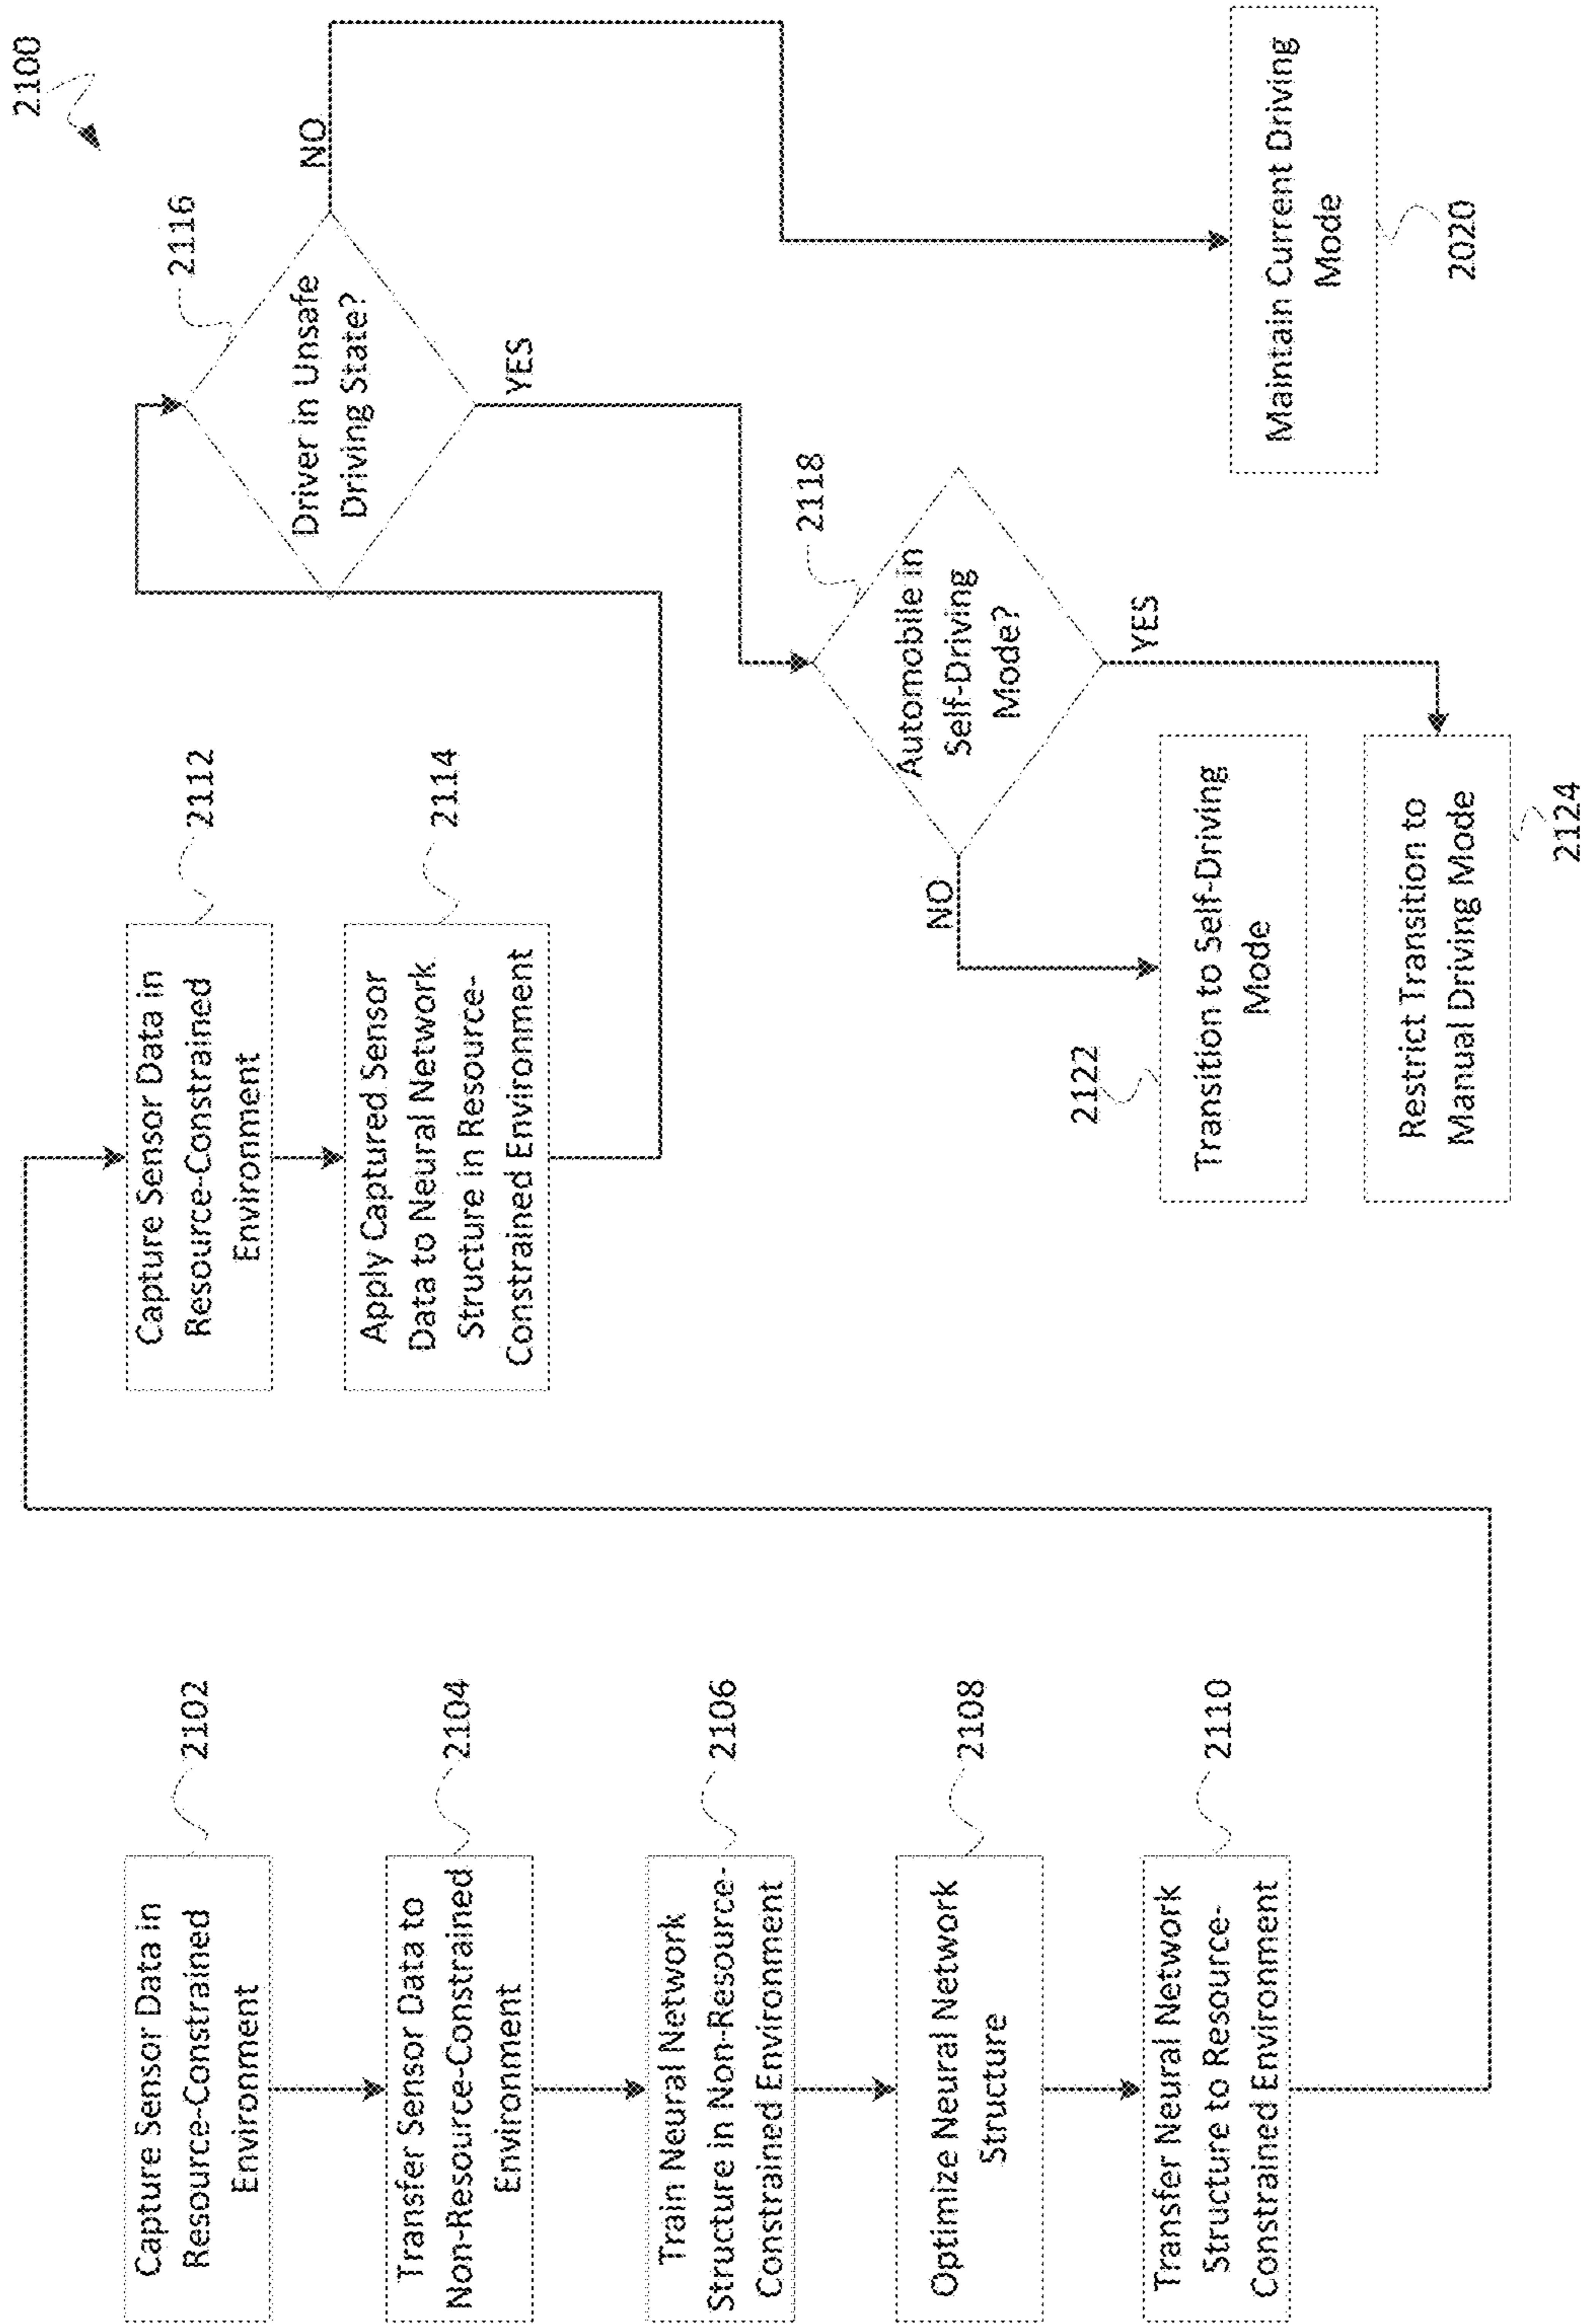 2100
Capture Sensor Data in
Resource-Constrained
Environment
2102
Transfer Sensor Data to
Non-Resource-Constrained
Environment
2104
Train Neural Network
Structure in Non-Resource-
Constrained Environment
2106
Optimize Neural Network
Structure
2108
Transfer Neural Network
Structure to Resource-
Constrained Environment
2110
Capture Sensor Data in
Resource-Constrained
Environment
2112
Apply Captured Sensor
Data to Neural Network
Structure in Resource-
Constrained Environment
2114
Driver in Unsafe
Driving State?
2116
NO
YES
Automobile in
Self-Driving
Mode?
2118
NO
YES
2122
Transition to Self-Driving
Mode
Restrict Transition to
Manual Driving Mode
2124
Maintain Current Driving
Mode
2020